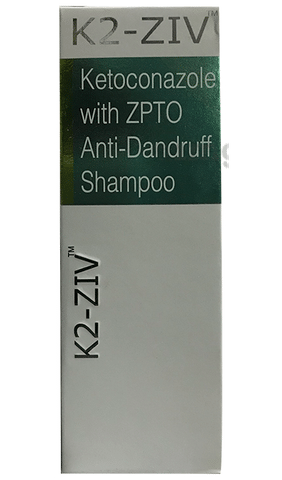 K2-ZIV™
Ketoconazole
with ZPTO
Anti-Dandruff
Shampoo
K2-ZIV™